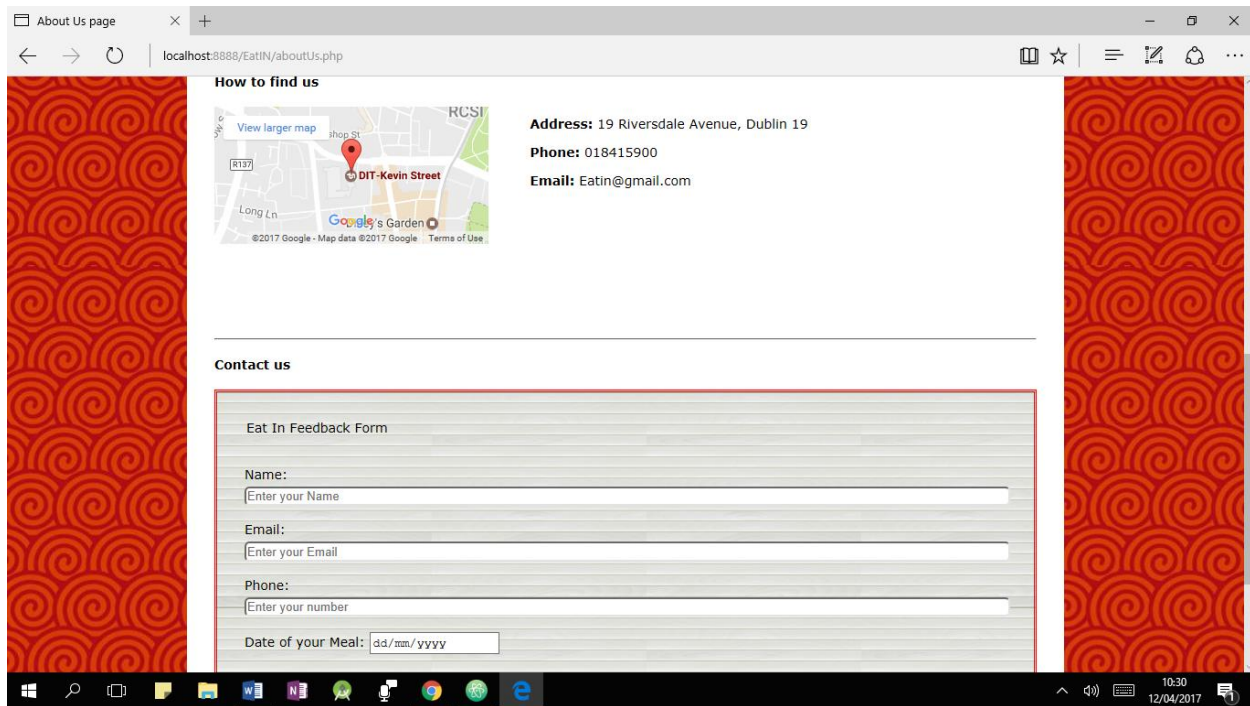 About Us page
localhost:8888/EatIN/aboutUs.php
How to find us
RCSI
View larger map
shop St
R137
DIT-Kevin Street
Long Ln
Google
's Garden
©2017 Google - Map data ©2017 Google Terms of Use
Address: 19 Riversdale Avenue, Dublin 19
Phone: 018415900
Email: Eatin@gmail.com
Contact us
Eat In Feedback Form
Name:
Enter your Name
Email:
Enter your Email
Phone:
Enter your number
Date of your Meal: dd/mm/yyyy
10:30
12/04/2017